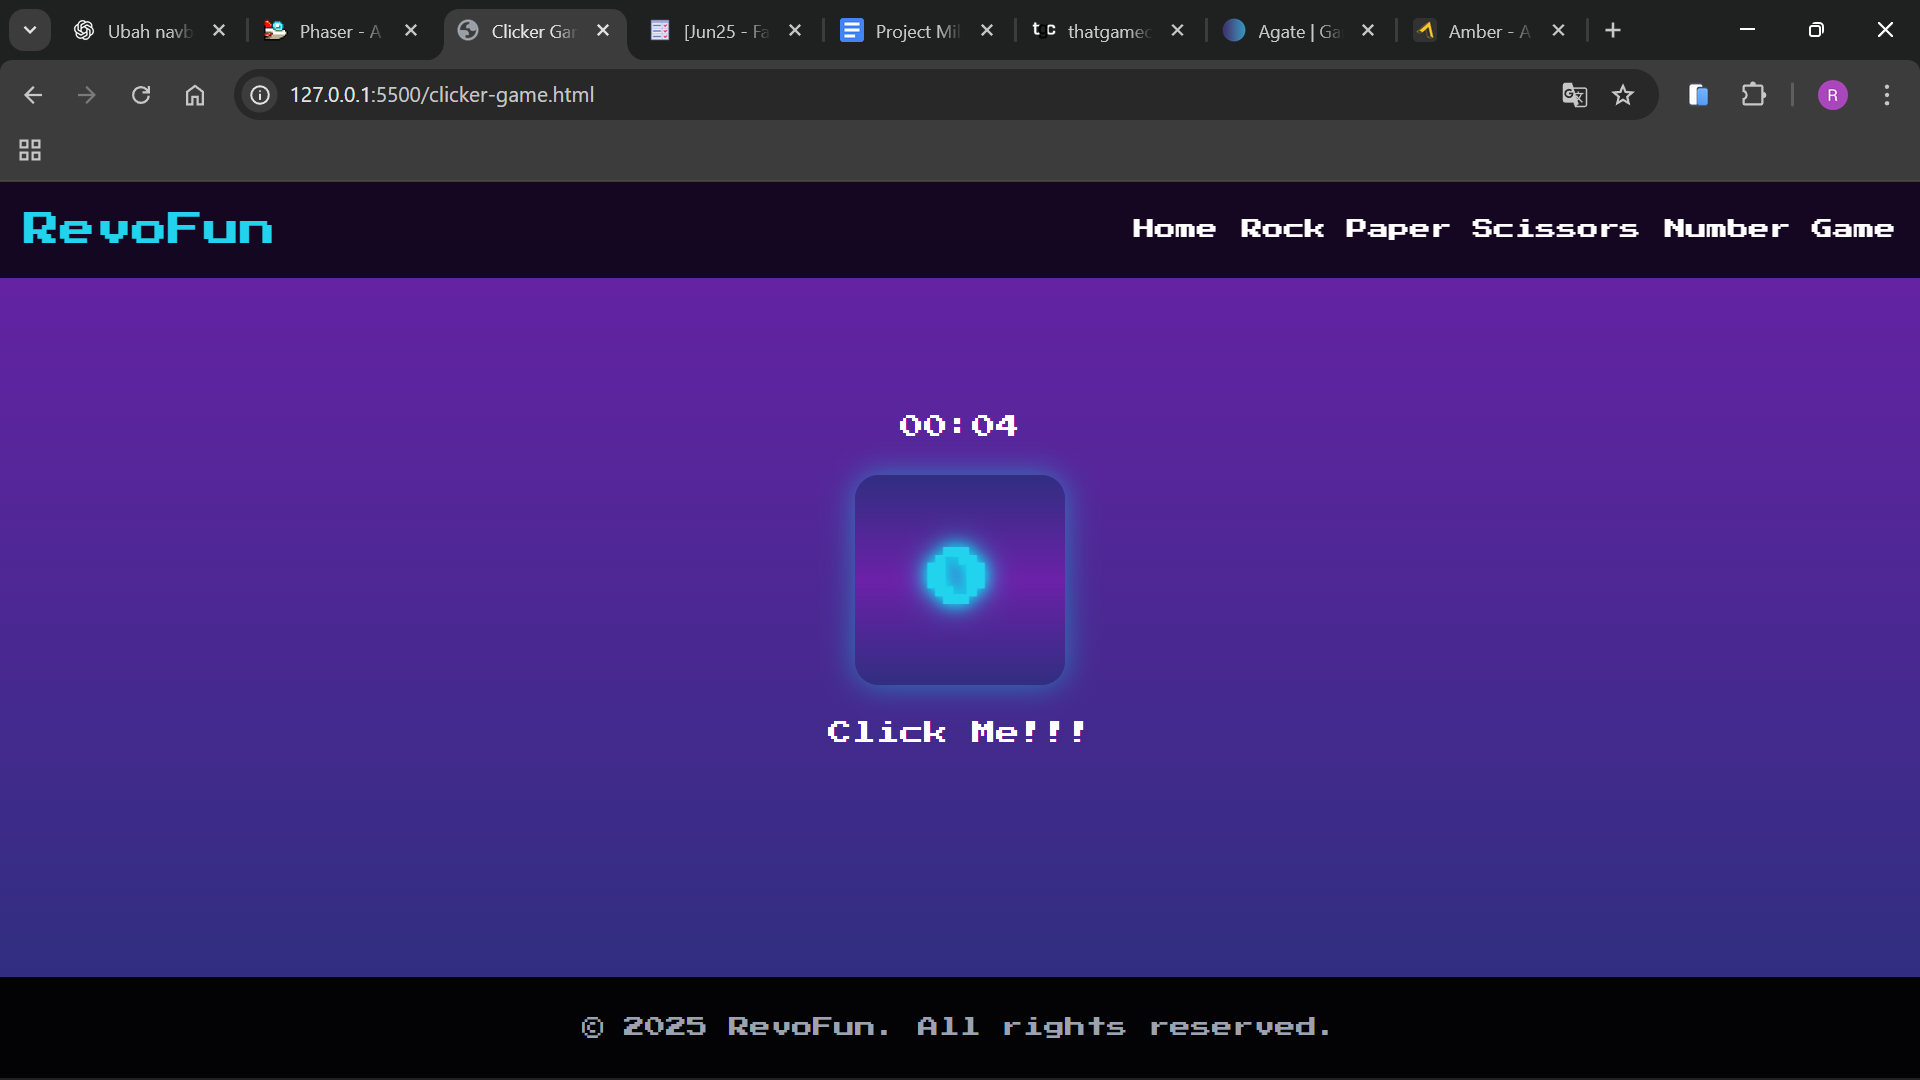 Ubah navb
Phaser - A
Clicker Gar
[Jun25 - Fa
Project Mil
thatgamec
Agate | Ga
Amber - A
127.0.0.1:5500/clicker-game.html
R
RevoFun
Home Rock Paper Scissors Number Game
00:04
0
Click Me!!!
© 2025 RevoFun. All rights reserved.